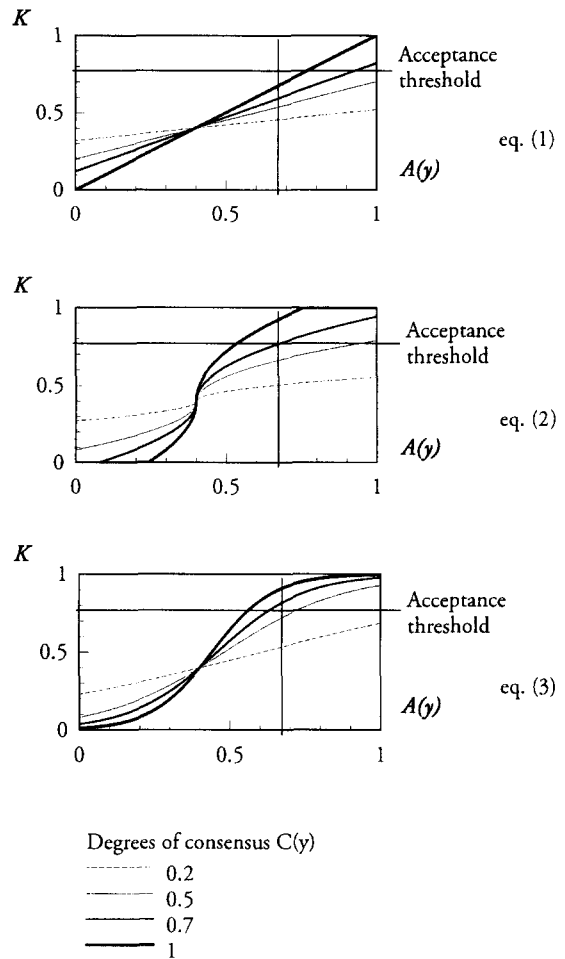 K
1
0.5
0
0
0.5
1
Acceptance
threshold
eq. (1)
A(y)
K
1
0.5
0
0
0.5
1
Acceptance
threshold
eq. (2)
A(y)
K
1
0.5
0
0
0.5
1
Acceptance
threshold
eq. (3)
A(y)
Degrees of consensus C(y)
0.2
0.5
0.7
1